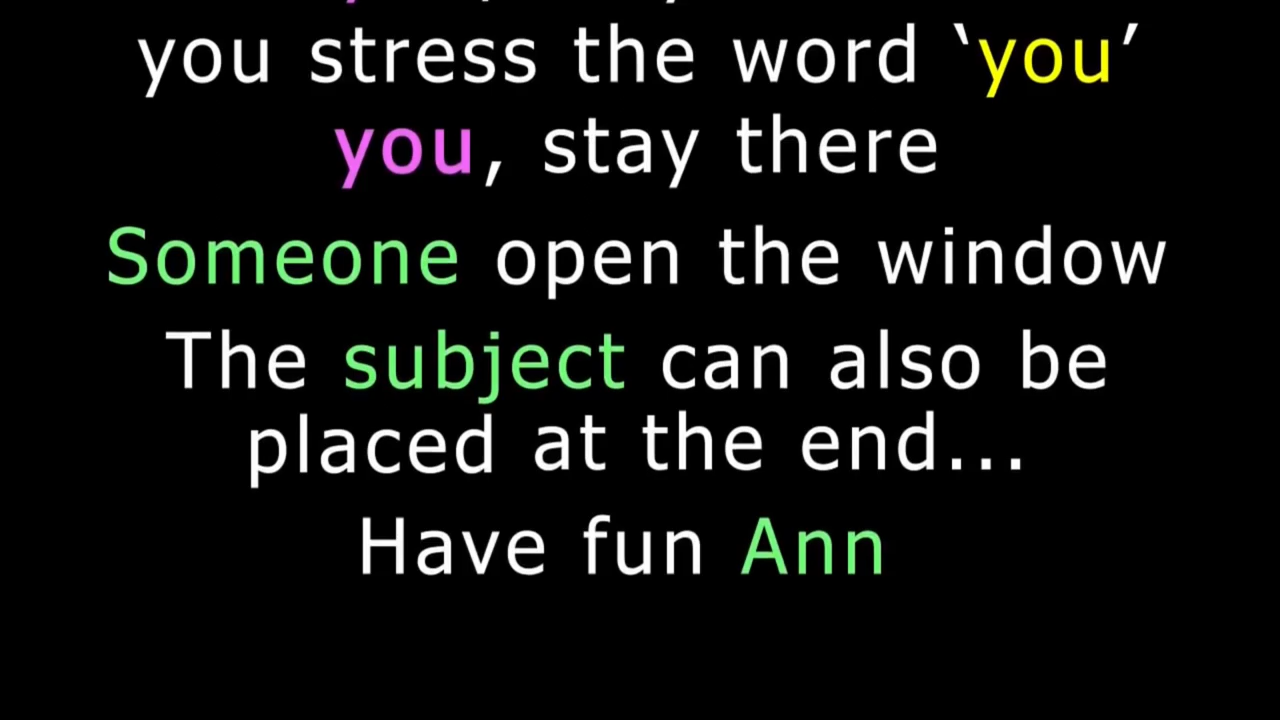 you stress the word ‘you’
you, stay there
Someone open the window
The subject can also be
placed at the end...
Have fun Ann